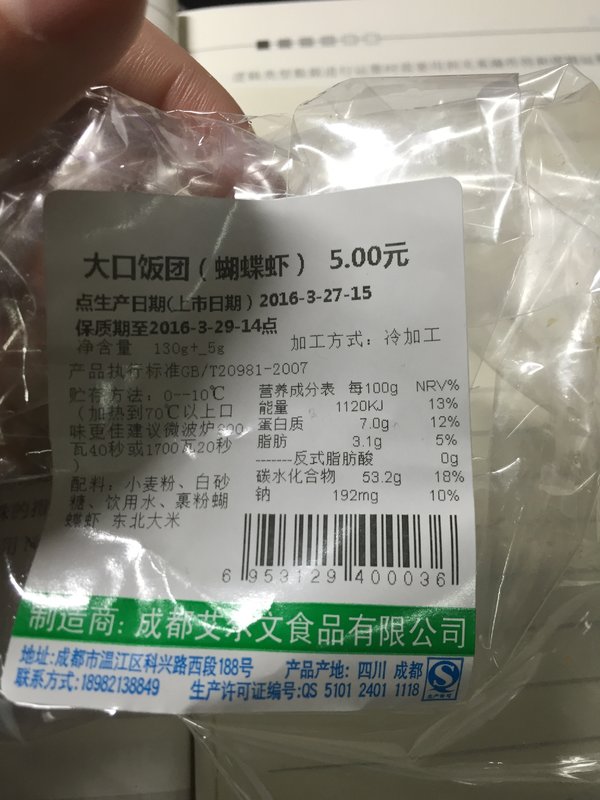 大口饭团（蝴蝶虾） 5.00元
点生产日期(上市日期）2016-3-27-15
保质期至2016-3-29-14点
净含量 130g+_5g 加工方式：冷加工
产品执行标准GB/T20981-2007
贮存方法：0--10℃
（加热到70℃以上口
味更佳建议微波炉800
瓦40秒或1700瓦20秒
）
配料：小麦粉、白砂
糖、饮用水、裹粉蝴
蝶虾 东北大米
营养成分表 每100g NRV%
能量 1120KJ 13%
蛋白质 7.0g 12%
脂肪 3.1g 5%
-------反式脂肪酸 0g
碳水化合物 53.2g 18%
钠 192mg 10%
6 953129 400036
制造商：成都艾尔文食品有限公司
地址:成都市温江区科兴路西段188号 产品产地：四川 成都
联系方式:18982138849 生产许可证编号:QS 5101 2401 1118
生产许可